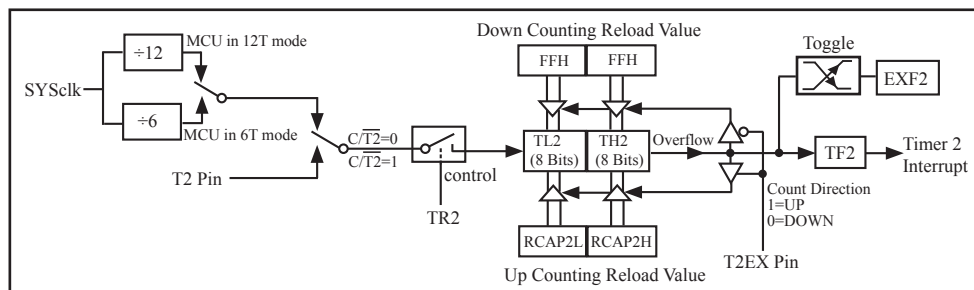 Down Counting Reload Value
Toggle
÷12
MCU in 12T mode
FFH
FFH
EXF2
SYSclk
÷6
MCU in 6T mode
C/T2=0
C/T2=1
TL2
(8 Bits)
TH2
(8 Bits)
Overflow
TF2
Timer 2
Interrupt
T2 Pin
control
TR2
Count Direction
1=UP
0=DOWN
RCAP2L
RCAP2H
T2EX Pin
Up Counting Reload Value